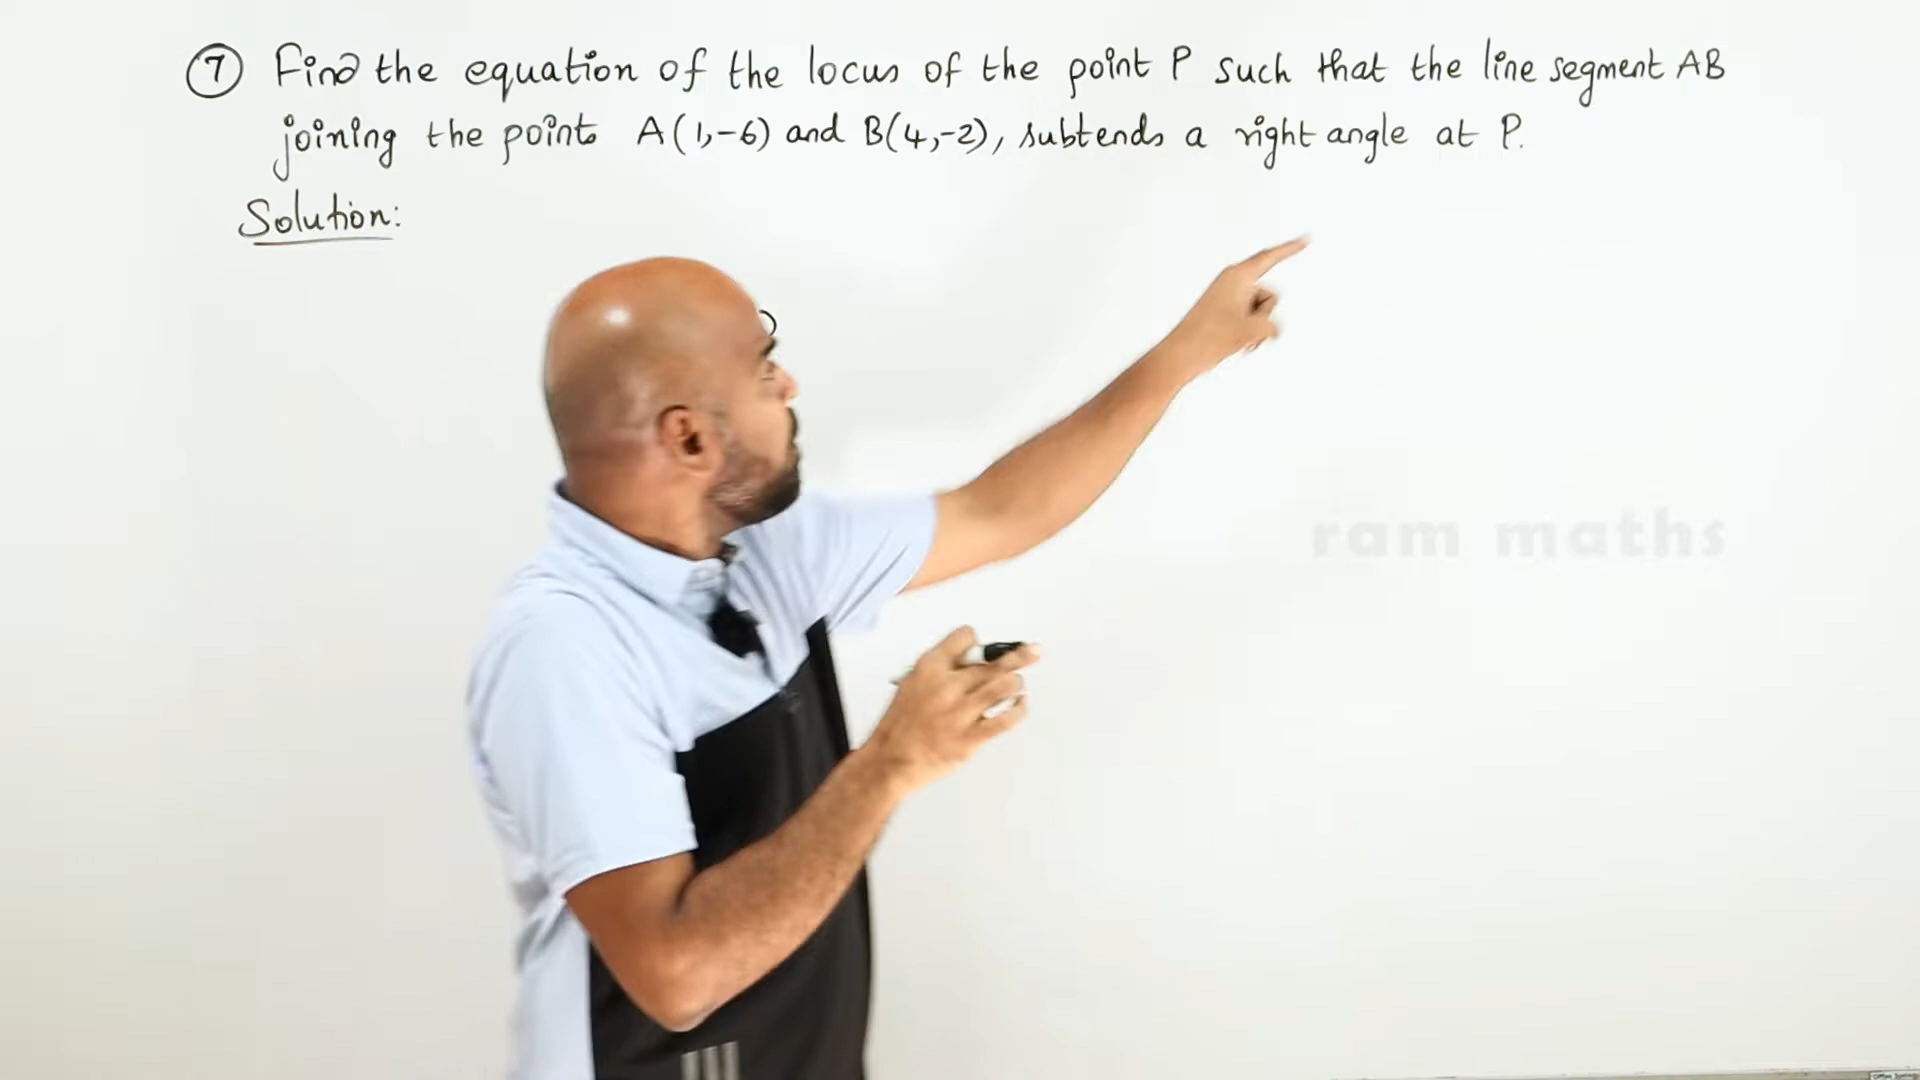 7 Find the equation of the locus of the point P such that the line segment AB
joining the points A(1,-6) and B(4,-2), subtends a right angle at P.
Solution:
ram maths